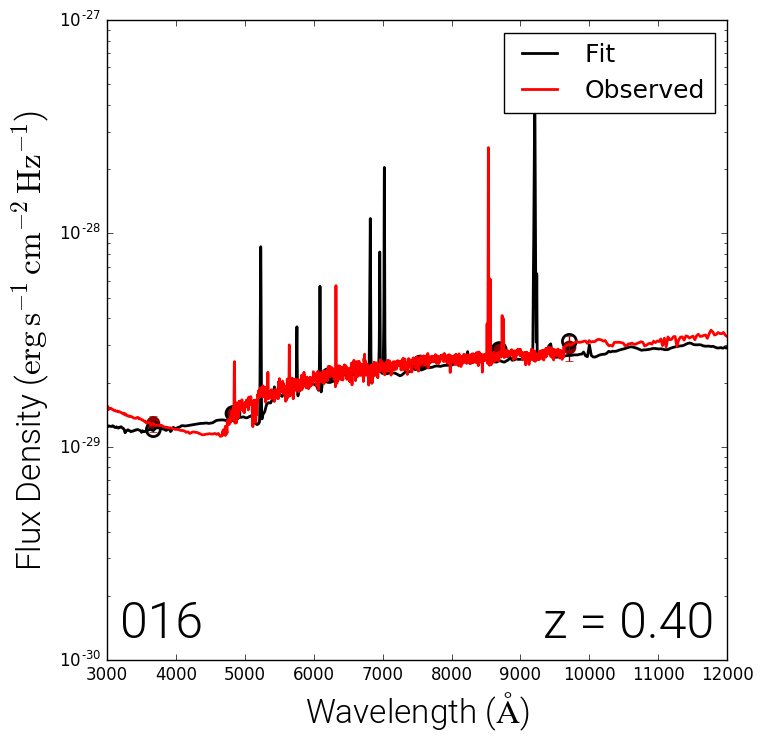 10^-27
10^-28
10^-29
10^-30
Flux Density (erg s^-1 cm^-2 Hz^-1)
Fit
Observed
016
z = 0.40
3000 4000 5000 6000 7000 8000 9000 10000 11000 12000
Wavelength (Å)